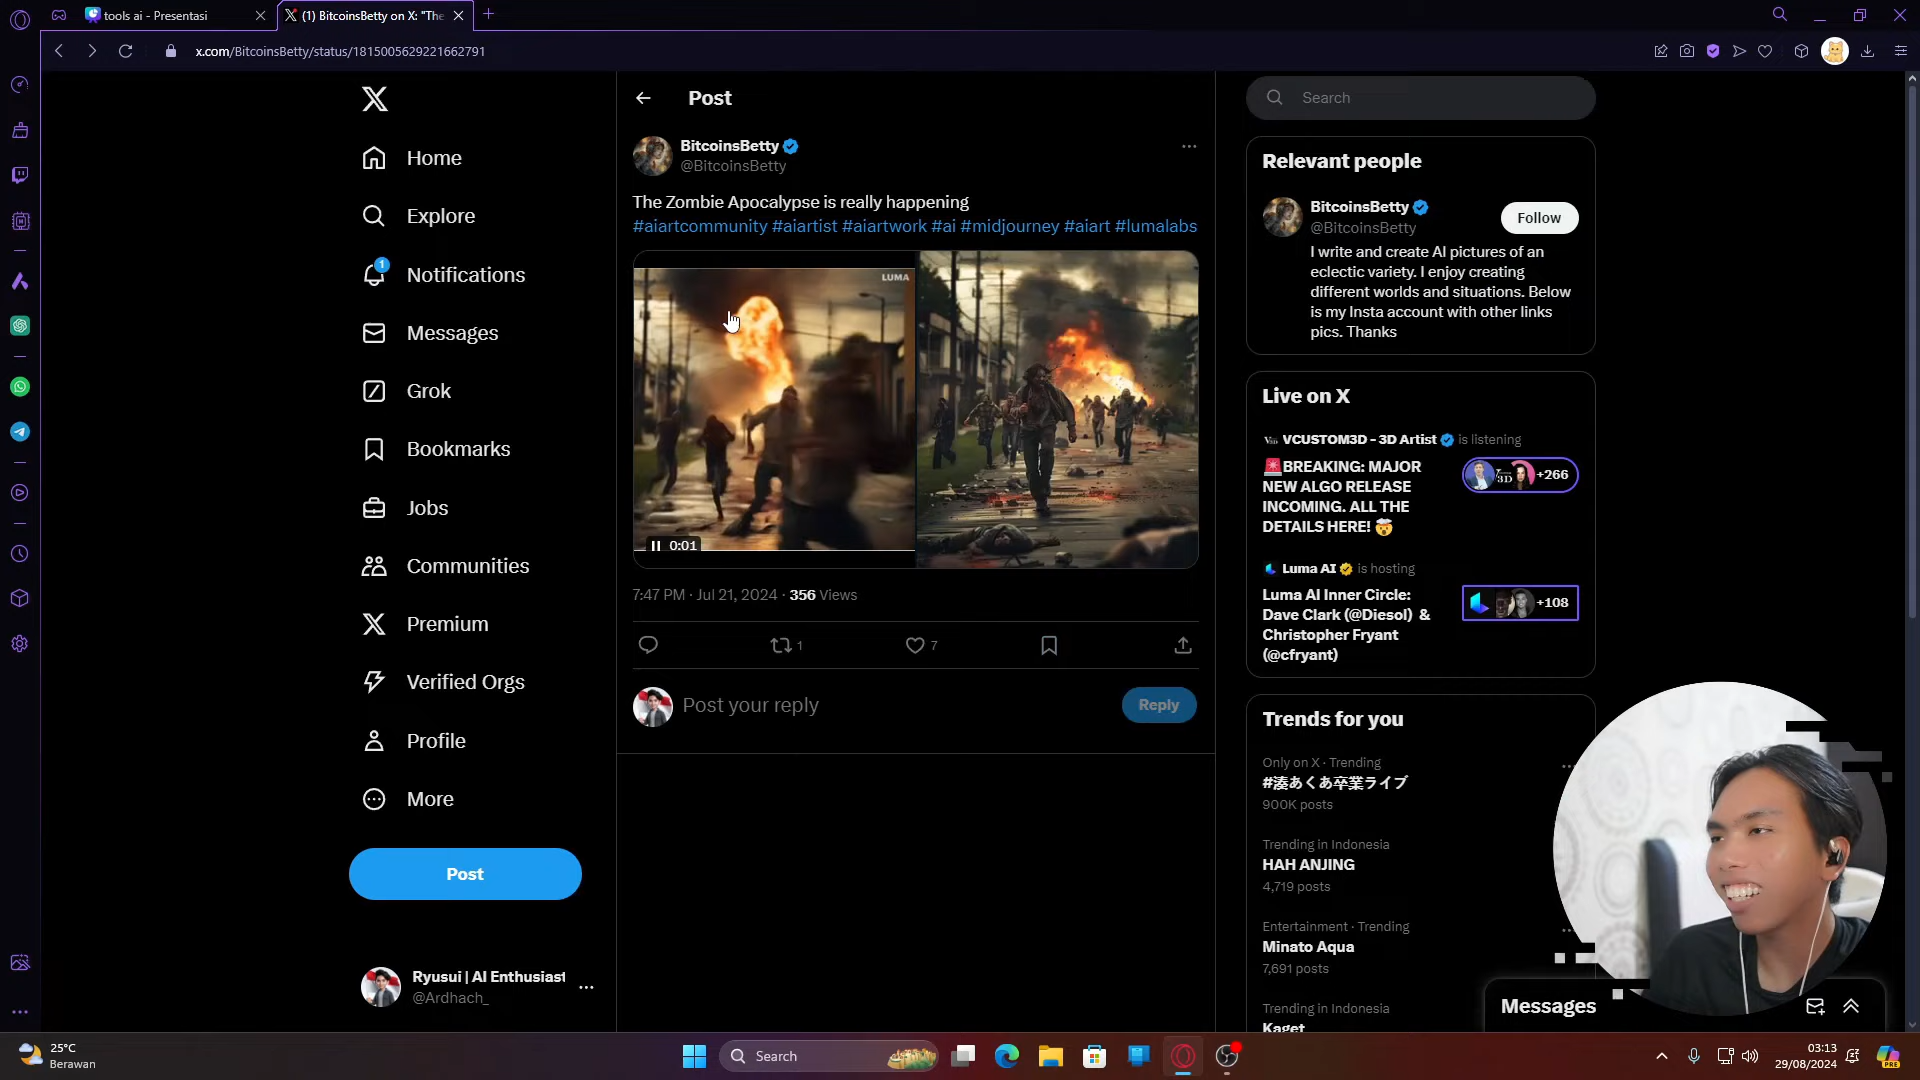 tools ai - Presentasi
(1) BitcoinsBetty on X: "The
x.com/BitcoinsBetty/status/1815005629221662791
Home
Explore
1
Notifications
Messages
Grok
Bookmarks
Jobs
Communities
Premium
Verified Orgs
Profile
More
Post
Ryusui | AI Enthusiast
@Ardhach_
Post
BitcoinsBetty
@BitcoinsBetty
The Zombie Apocalypse is really happening
#aiartcommunity #aiartist #aiartwork #ai #midjourney #aiart #lumalabs
LUMA
0:01
7:47 PM · Jul 21, 2024 · 356 Views
1
7
Post your reply
Reply
Search
Relevant people
BitcoinsBetty
@BitcoinsBetty
Follow
I write and create AI pictures of an
eclectic variety. I enjoy creating
different worlds and situations. Below
is my Insta account with other links
pics. Thanks
Live on X
VCUSTOM3D - 3D Artist is listening
🚨BREAKING: MAJOR
NEW ALGO RELEASE
INCOMING. ALL THE
DETAILS HERE! 🤯
+266
Luma AI is hosting
Luma AI Inner Circle:
Dave Clark (@Diesol) &
Christopher Fryant
(@cfryant)
+108
Trends for you
Only on X · Trending
#湊あくあ卒業ライブ
900K posts
Trending in Indonesia
HAH ANJING
4,719 posts
Entertainment · Trending
Minato Aqua
7,691 posts
Trending in Indonesia
Kaget
Messages
25°C
Berawan
Search
03:13
29/08/2024
PRE